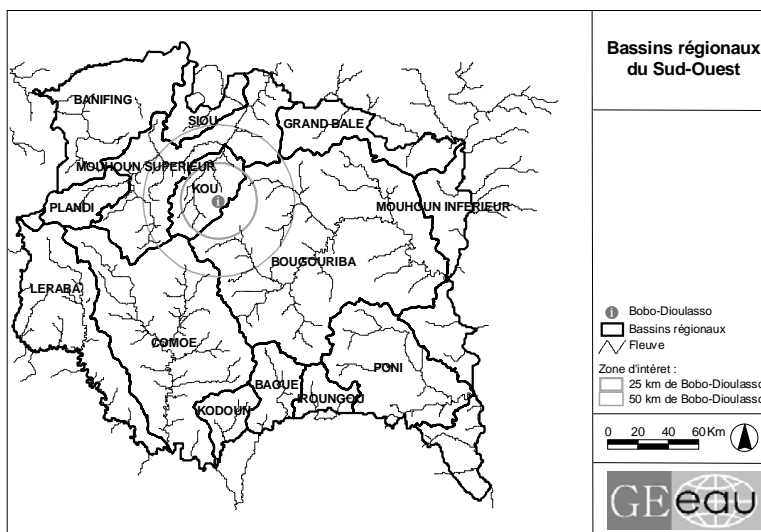 Bassins régionaux
du Sud-Ouest
BANIFING
SIOU
GRAND BALE
MOUHOUN SUPERIEUR
KOU
PLANDI
MOUHOUN INFERIEUR
BOUGOURIBA
LERABA
COMOE
PONI
BAGUE
IROUNGOU
KODOUN
Bobo-Dioulasso
Bassins régionaux
Fleuve
Zone d'intéret :
25 km de Bobo-Dioulasso
50 km de Bobo-Dioulasso
0 20 40 60 Km
GEeau